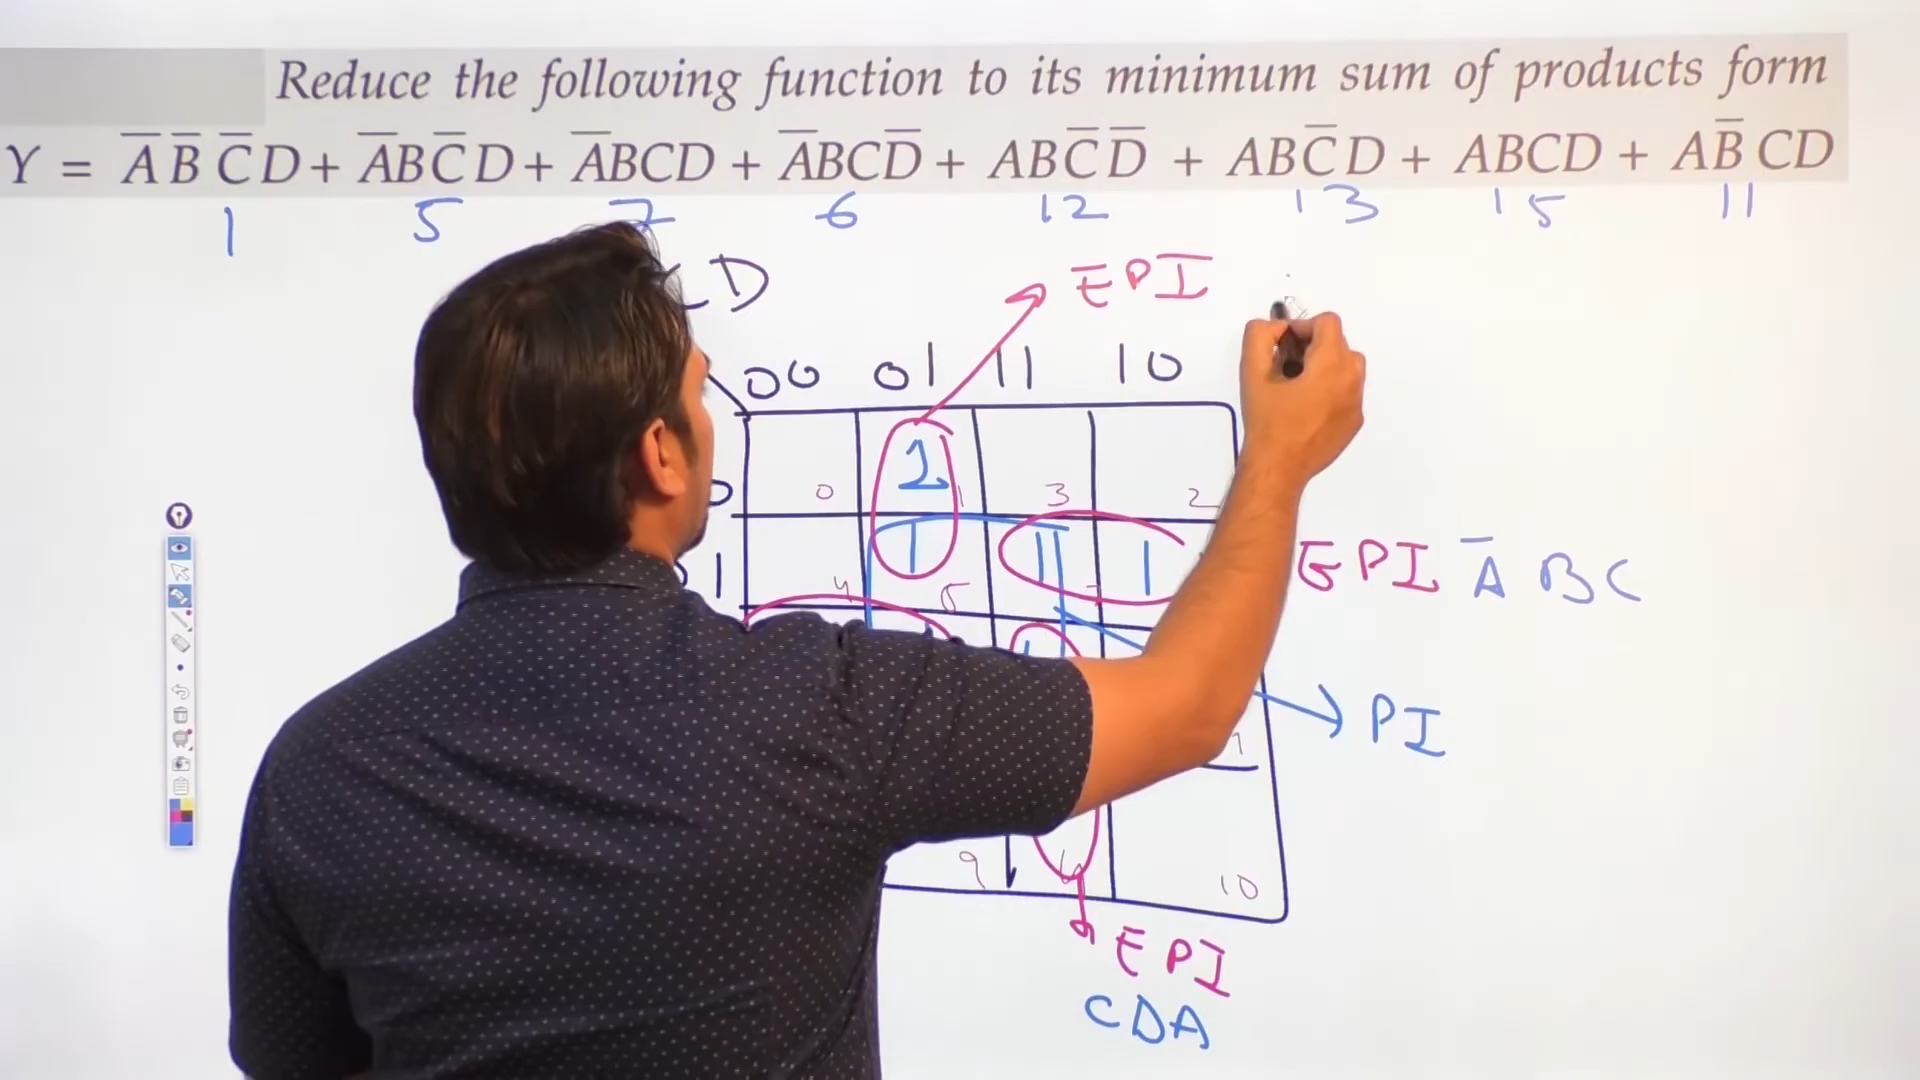 Reduce the following function to its minimum sum of products form
Y = A̅ B̅ C̅ D + A̅BC̅D + A̅BCD + A̅BCD̅ + ABC̅ D̅ + ABC̅ D + ABCD + AB̅ CD
1 5 7 6 12 13 15 11
CD EPI
00 01 11 10
1
0 1 3 2
1 1 1 EPI A̅ B C
4 5
PI
9 10
EPI
CDA